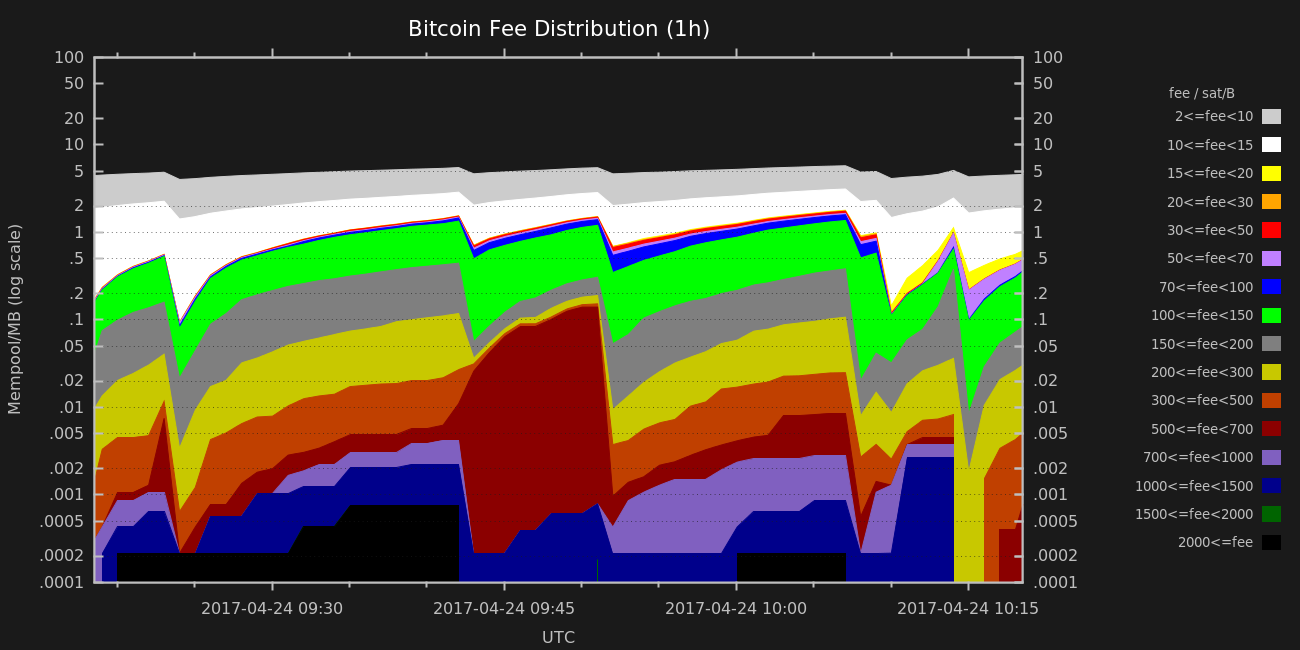 Bitcoin Fee Distribution (1h)
Mempool/MB (log scale)
100
50
20
10
5
2
1
.5
.2
.1
.05
.02
.01
.005
.002
.001
.0005
.0002
.0001
100
50
20
10
5
2
1
.5
.2
.1
.05
.02
.01
.005
.002
.001
.0005
.0002
.0001
fee / sat/B
2<=fee<10
10<=fee<15
15<=fee<20
20<=fee<30
30<=fee<50
50<=fee<70
70<=fee<100
100<=fee<150
150<=fee<200
200<=fee<300
300<=fee<500
500<=fee<700
700<=fee<1000
1000<=fee<1500
1500<=fee<2000
2000<=fee
2017-04-24 09:30
2017-04-24 09:45
2017-04-24 10:00
2017-04-24 10:15
UTC